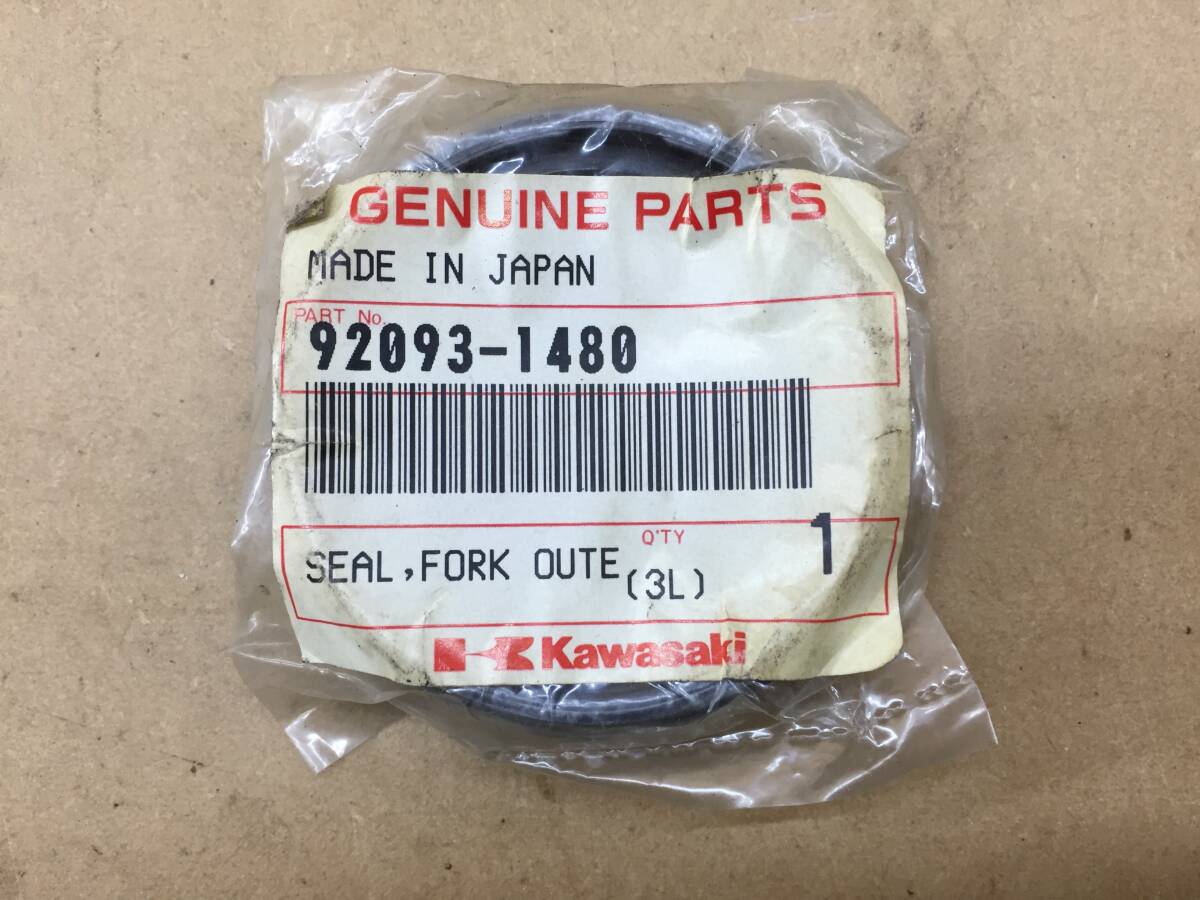 GENUINE PARTS
MADE IN JAPAN
PART No.
92093-1480
Q'TY
SEAL,FORK OUTE (3L) 1
Kawasaki